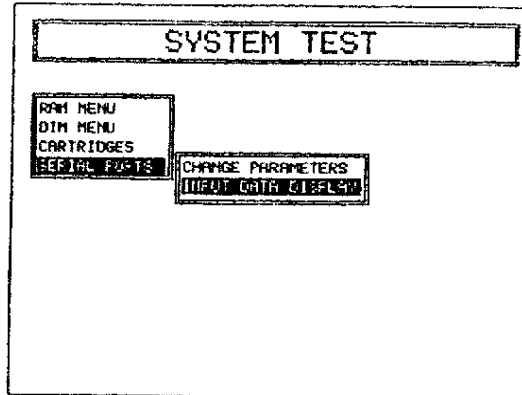 SYSTEM TEST
RAM MENU
DIM MENU
CARTRIDGES
SERIAL PORTS
CHANGE PARAMETERS
INPUT DATA DISPLAY